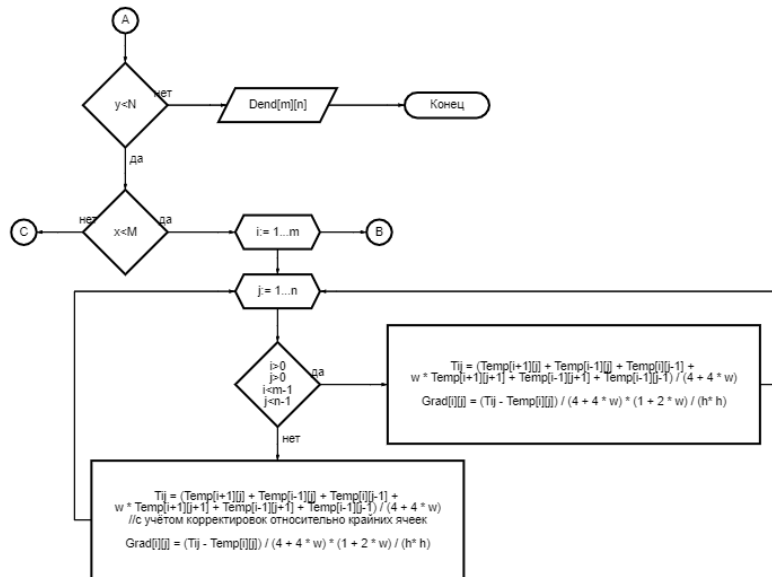 A
y<N
нет
Dend[m][n]
Конец
да
C
нет
x<M
да
i:= 1...m
B
j:= 1...n
i>0
j>0
i<m-1
j<n-1
да
нет
Tij = (Temp[i+1][j] + Temp[i-1][j] + Temp[i][j-1] +
w * Temp[i+1][j+1] + Temp[i-1][j+1] + Temp[i-1][j-1) / (4 + 4 * w)
Grad[i][j] = (Tij - Temp[i][j]) / (4 + 4 * w) * (1 + 2 * w) / (h* h)
Tij = (Temp[i+1][j] + Temp[i-1][j] + Temp[i][j-1] +
w * Temp[i+1][j+1] + Temp[i-1][j+1] + Temp[i-1][j-1) / (4 + 4 * w)
//с учётом корректировок относительно крайних ячеек
Grad[i][j] = (Tij - Temp[i][j]) / (4 + 4 * w) * (1 + 2 * w) / (h* h)